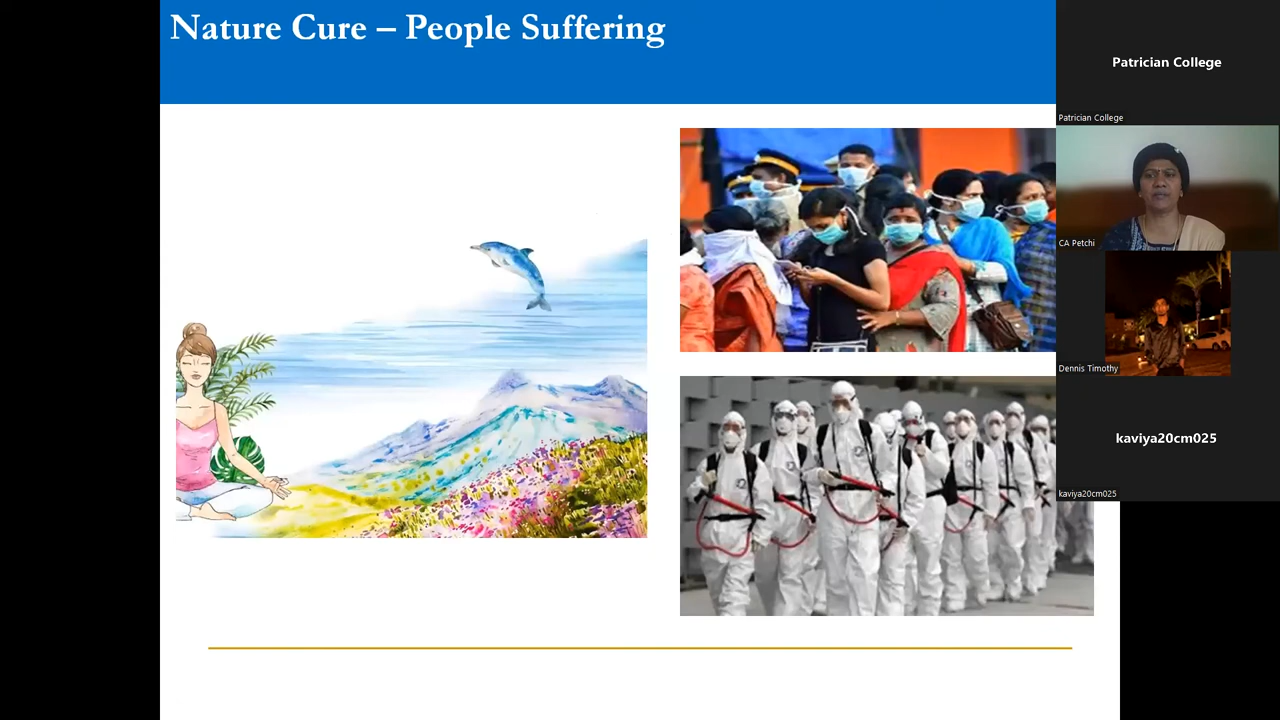 Nature Cure – People Suffering
Patrician College
Patrician College
CA Petchi
Dennis Timothy
kaviya20cm025
kaviya20cm025